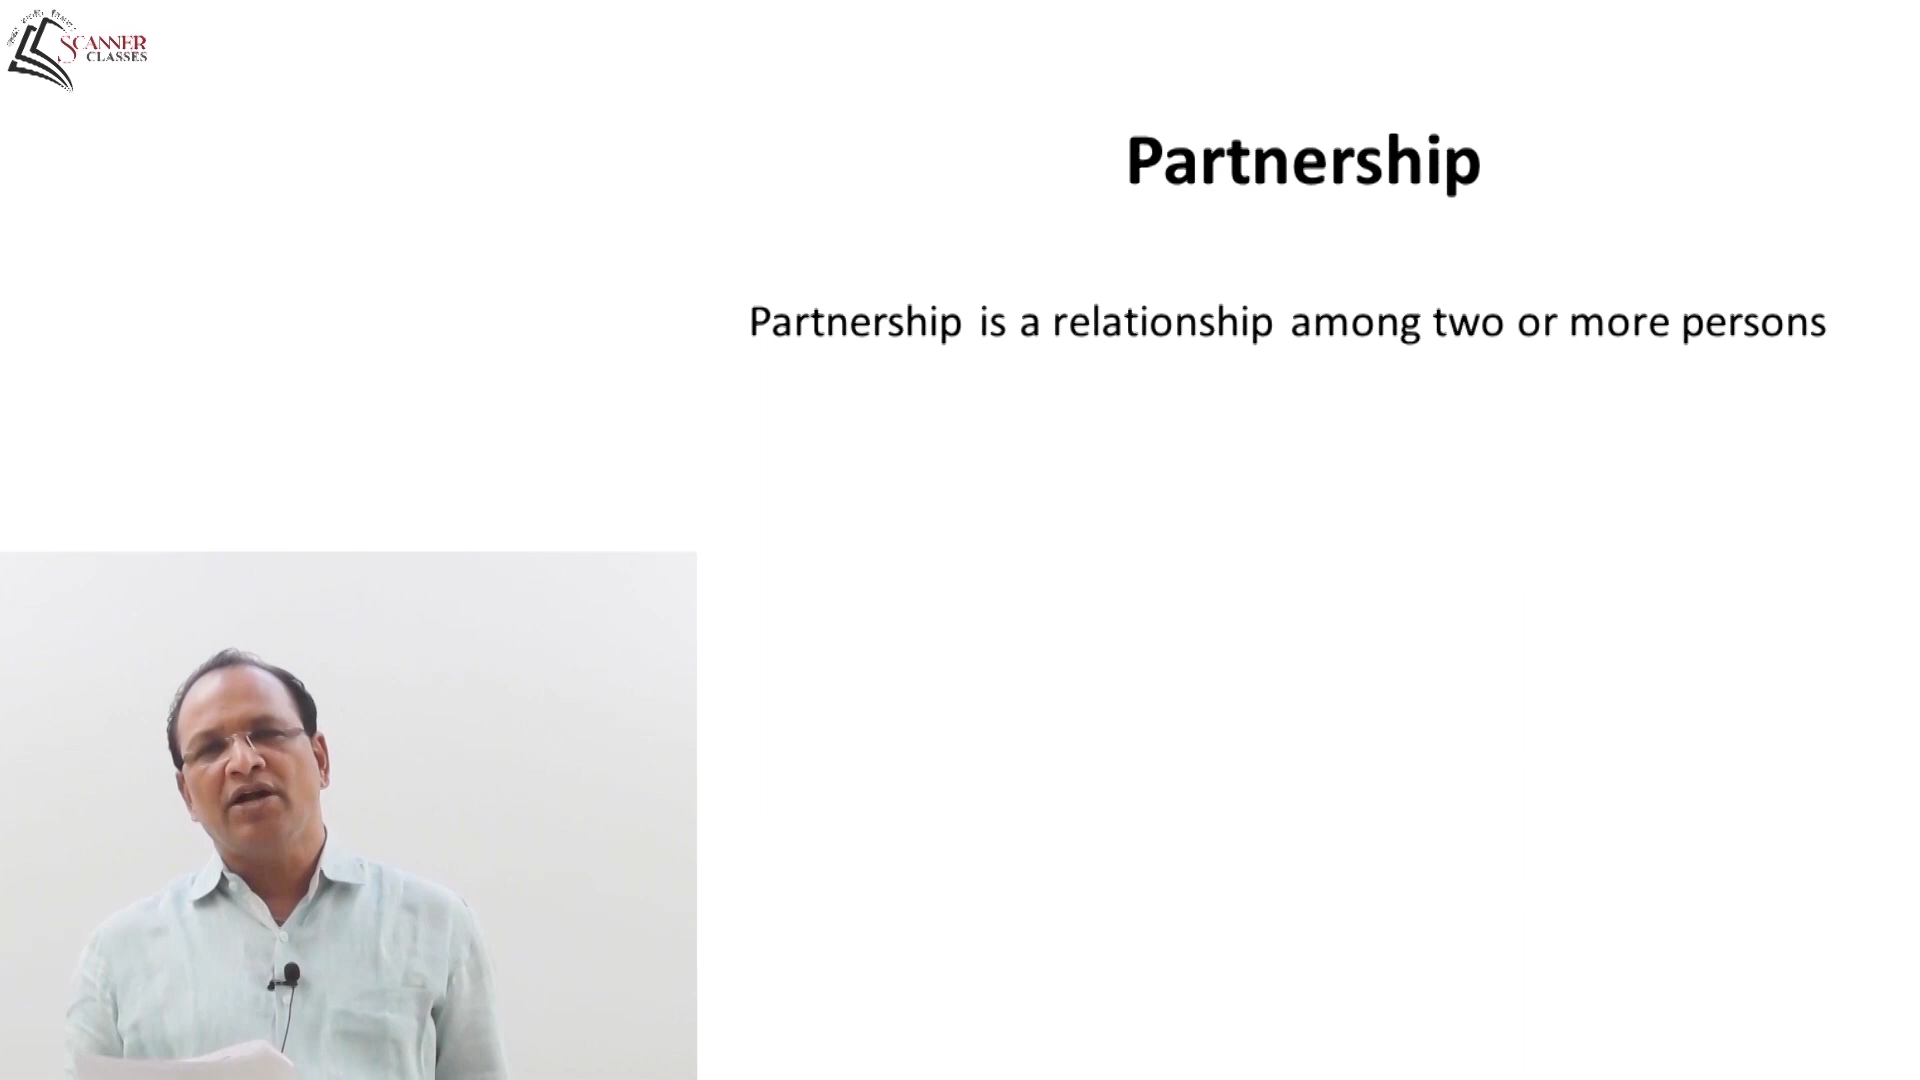 SCANNER
CLASSES
Partnership
Partnership is a relationship among two or more persons